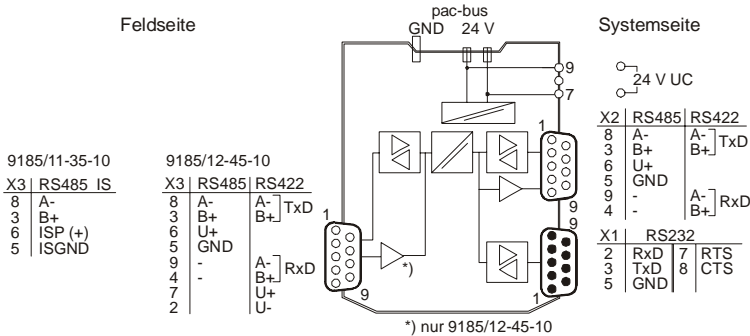 Feldseite
pac-bus
GND 24 V
Systemseite
9
7
24 V UC
1
9
9
1
1
9
*)
9185/11-35-10
X3 RS485 IS
8 A-
3 B+
6 ISP (+)
5 ISGND
9185/12-45-10
X3 RS485 RS422
8 A- A- TxD
3 B+ B+
6 U+
5 GND
9 - A- RxD
4 - B+
7 U+
2 U-
X2 RS485 RS422
8 A- A- TxD
3 B+ B+
6 U+
5 GND
9 - A- RxD
4 - B+
X1 RS232
2 RxD 7 RTS
3 TxD 8 CTS
5 GND
*) nur 9185/12-45-10